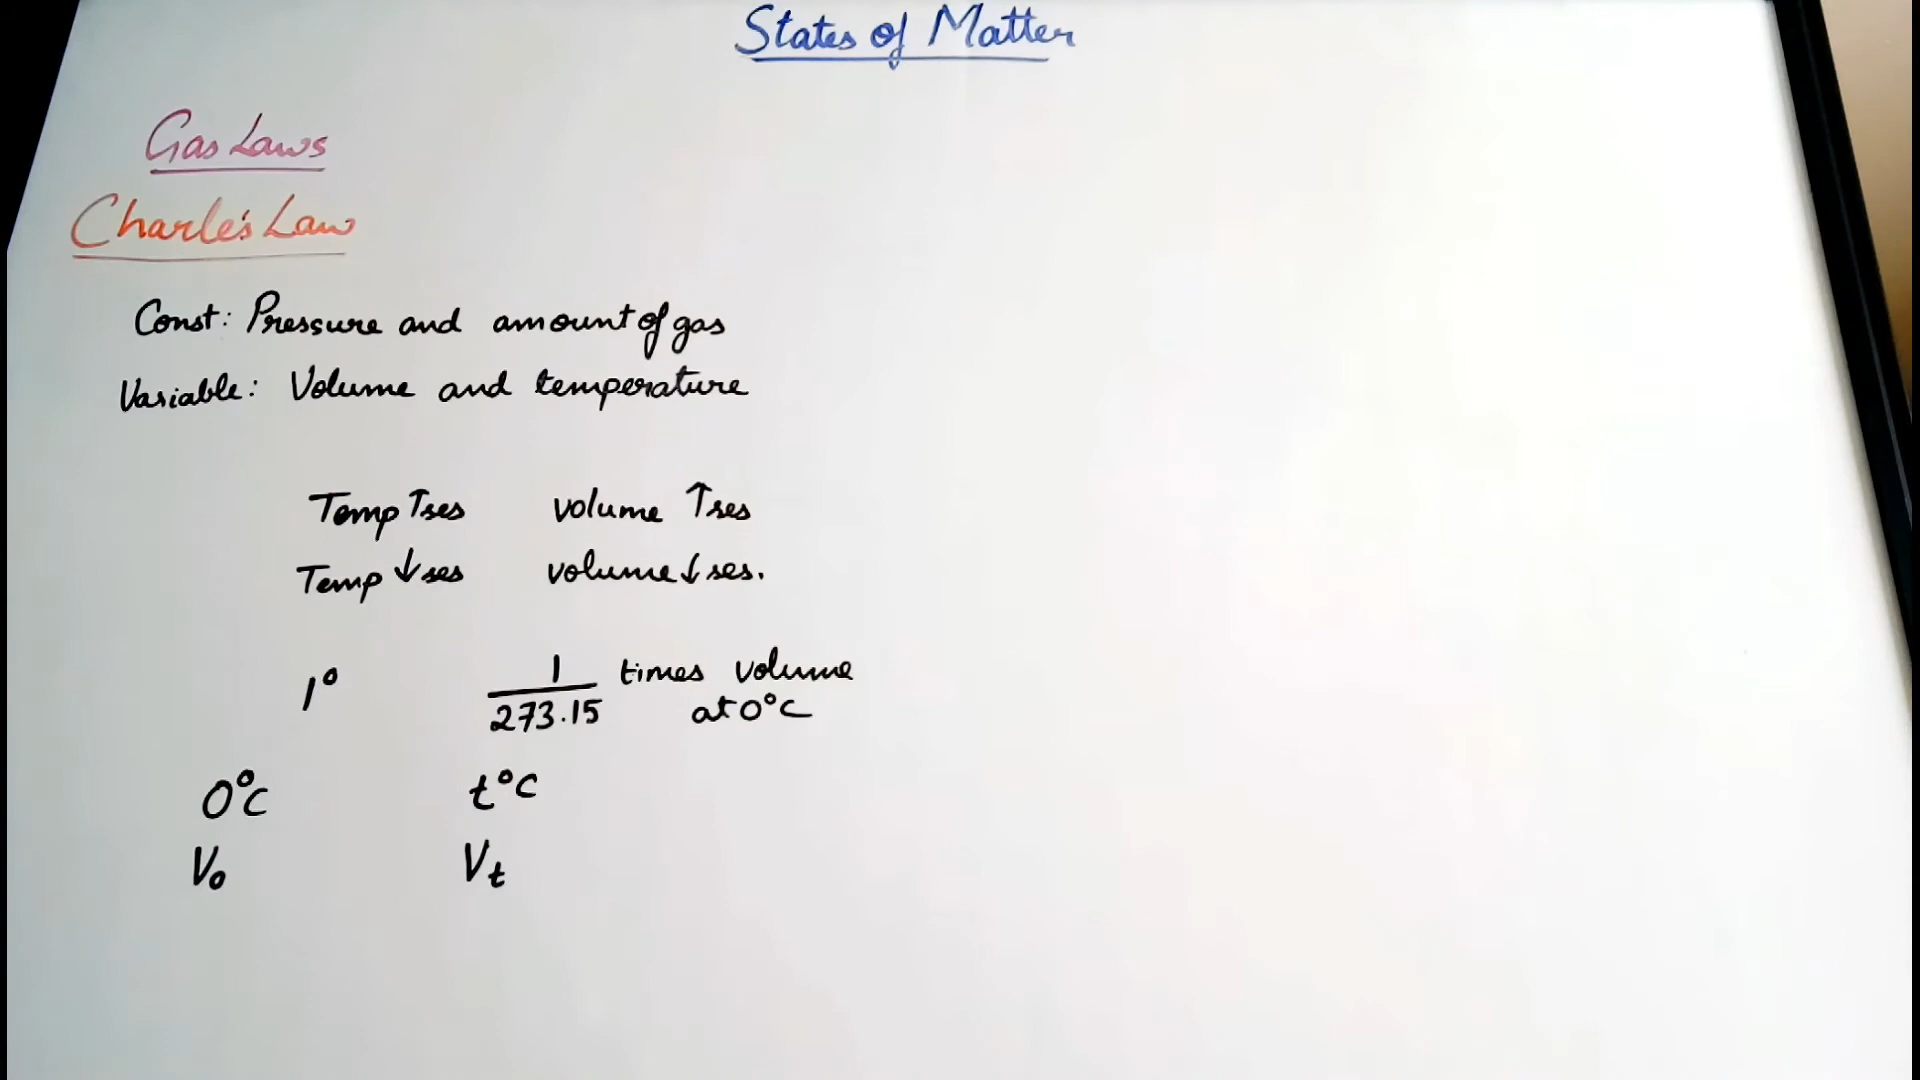 States of Matter
Gas Laws
Charle's Law
Const: Pressure and amount of gas
Variable: Volume and temperature
Temp ↑ses volume ↑ses
Temp ↓ses volume ↓ses.
1° 1/273.15 times volume
at 0°C
0°C t°C
V₀ Vt